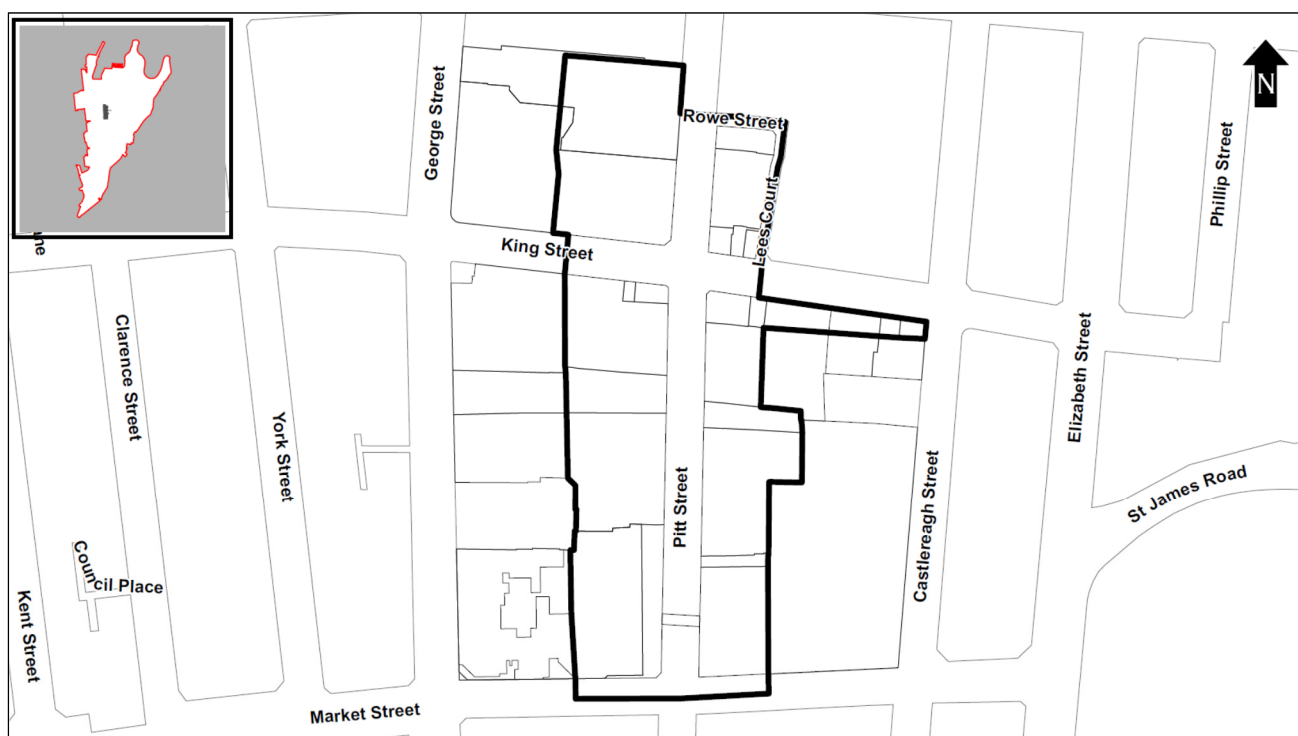 N
George Street
Rowe Street
Phillip Street
Lees Court
King Street
ane
Clarence Street
York Street
Elizabeth Street
St James Road
Pitt Street
Castlereagh Street
Council Place
Kent Street
Market Street